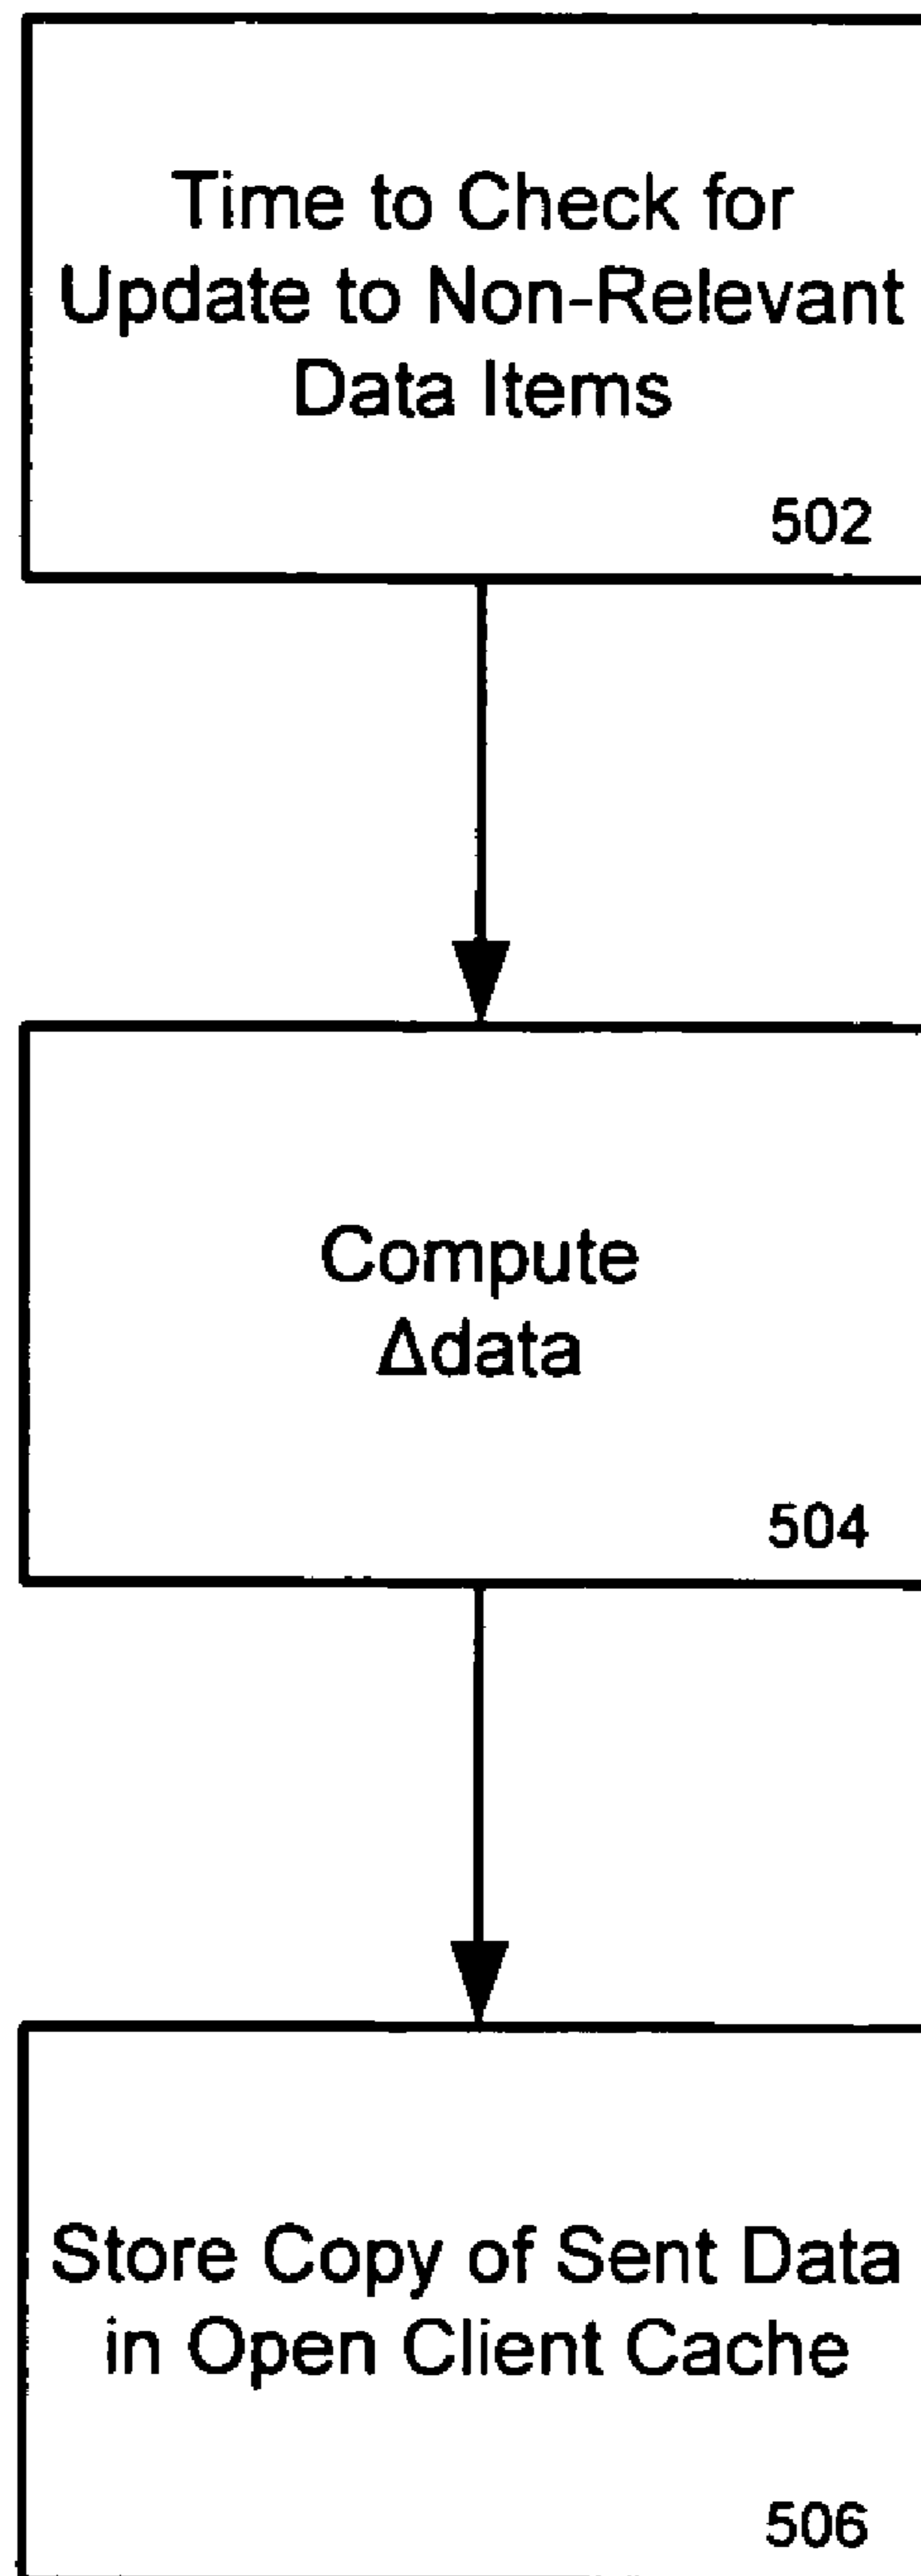 Time to Check for
Update to Non-Relevant
Data Items
502
Compute
Δdata
504
Store Copy of Sent Data
in Open Client Cache
506